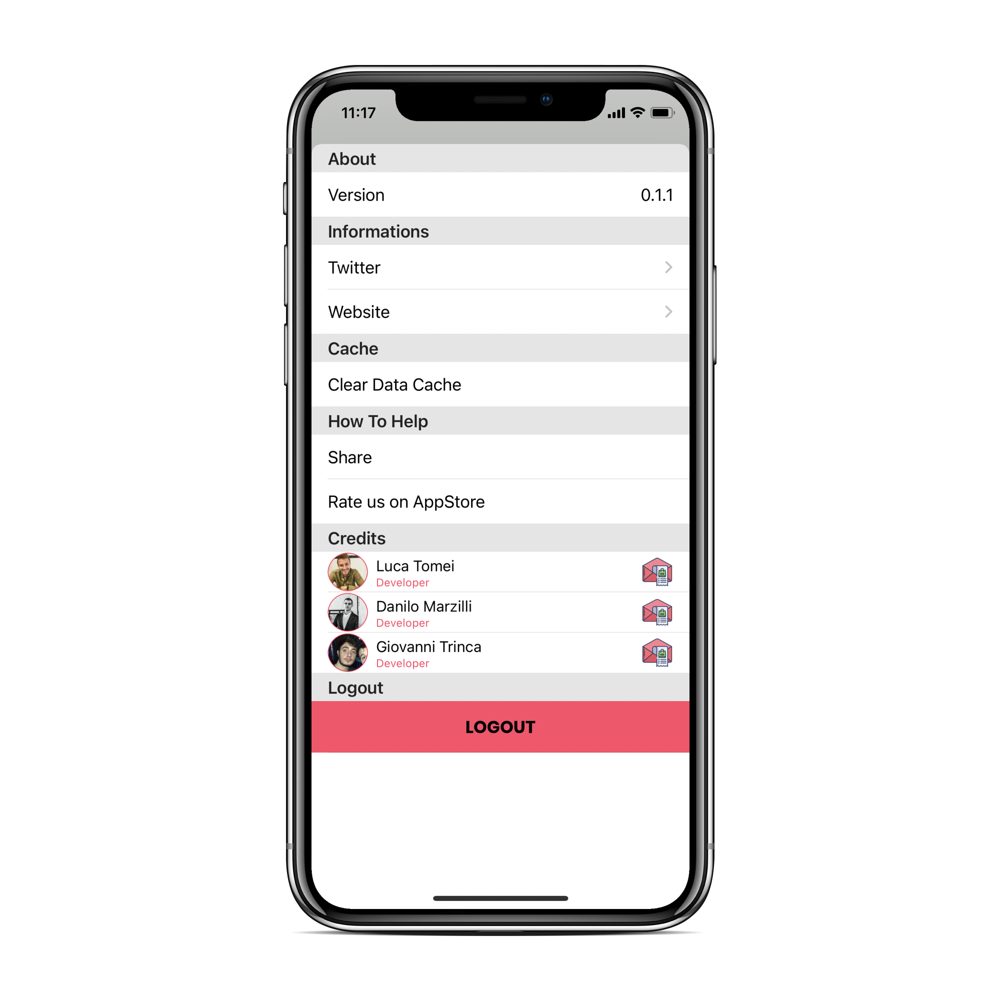 11:17
About
Version 0.1.1
Informations
Twitter
Website
Cache
Clear Data Cache
How To Help
Share
Rate us on AppStore
Credits
Luca Tomei
Developer
Danilo Marzilli
Developer
Giovanni Trinca
Developer
Logout
LOGOUT